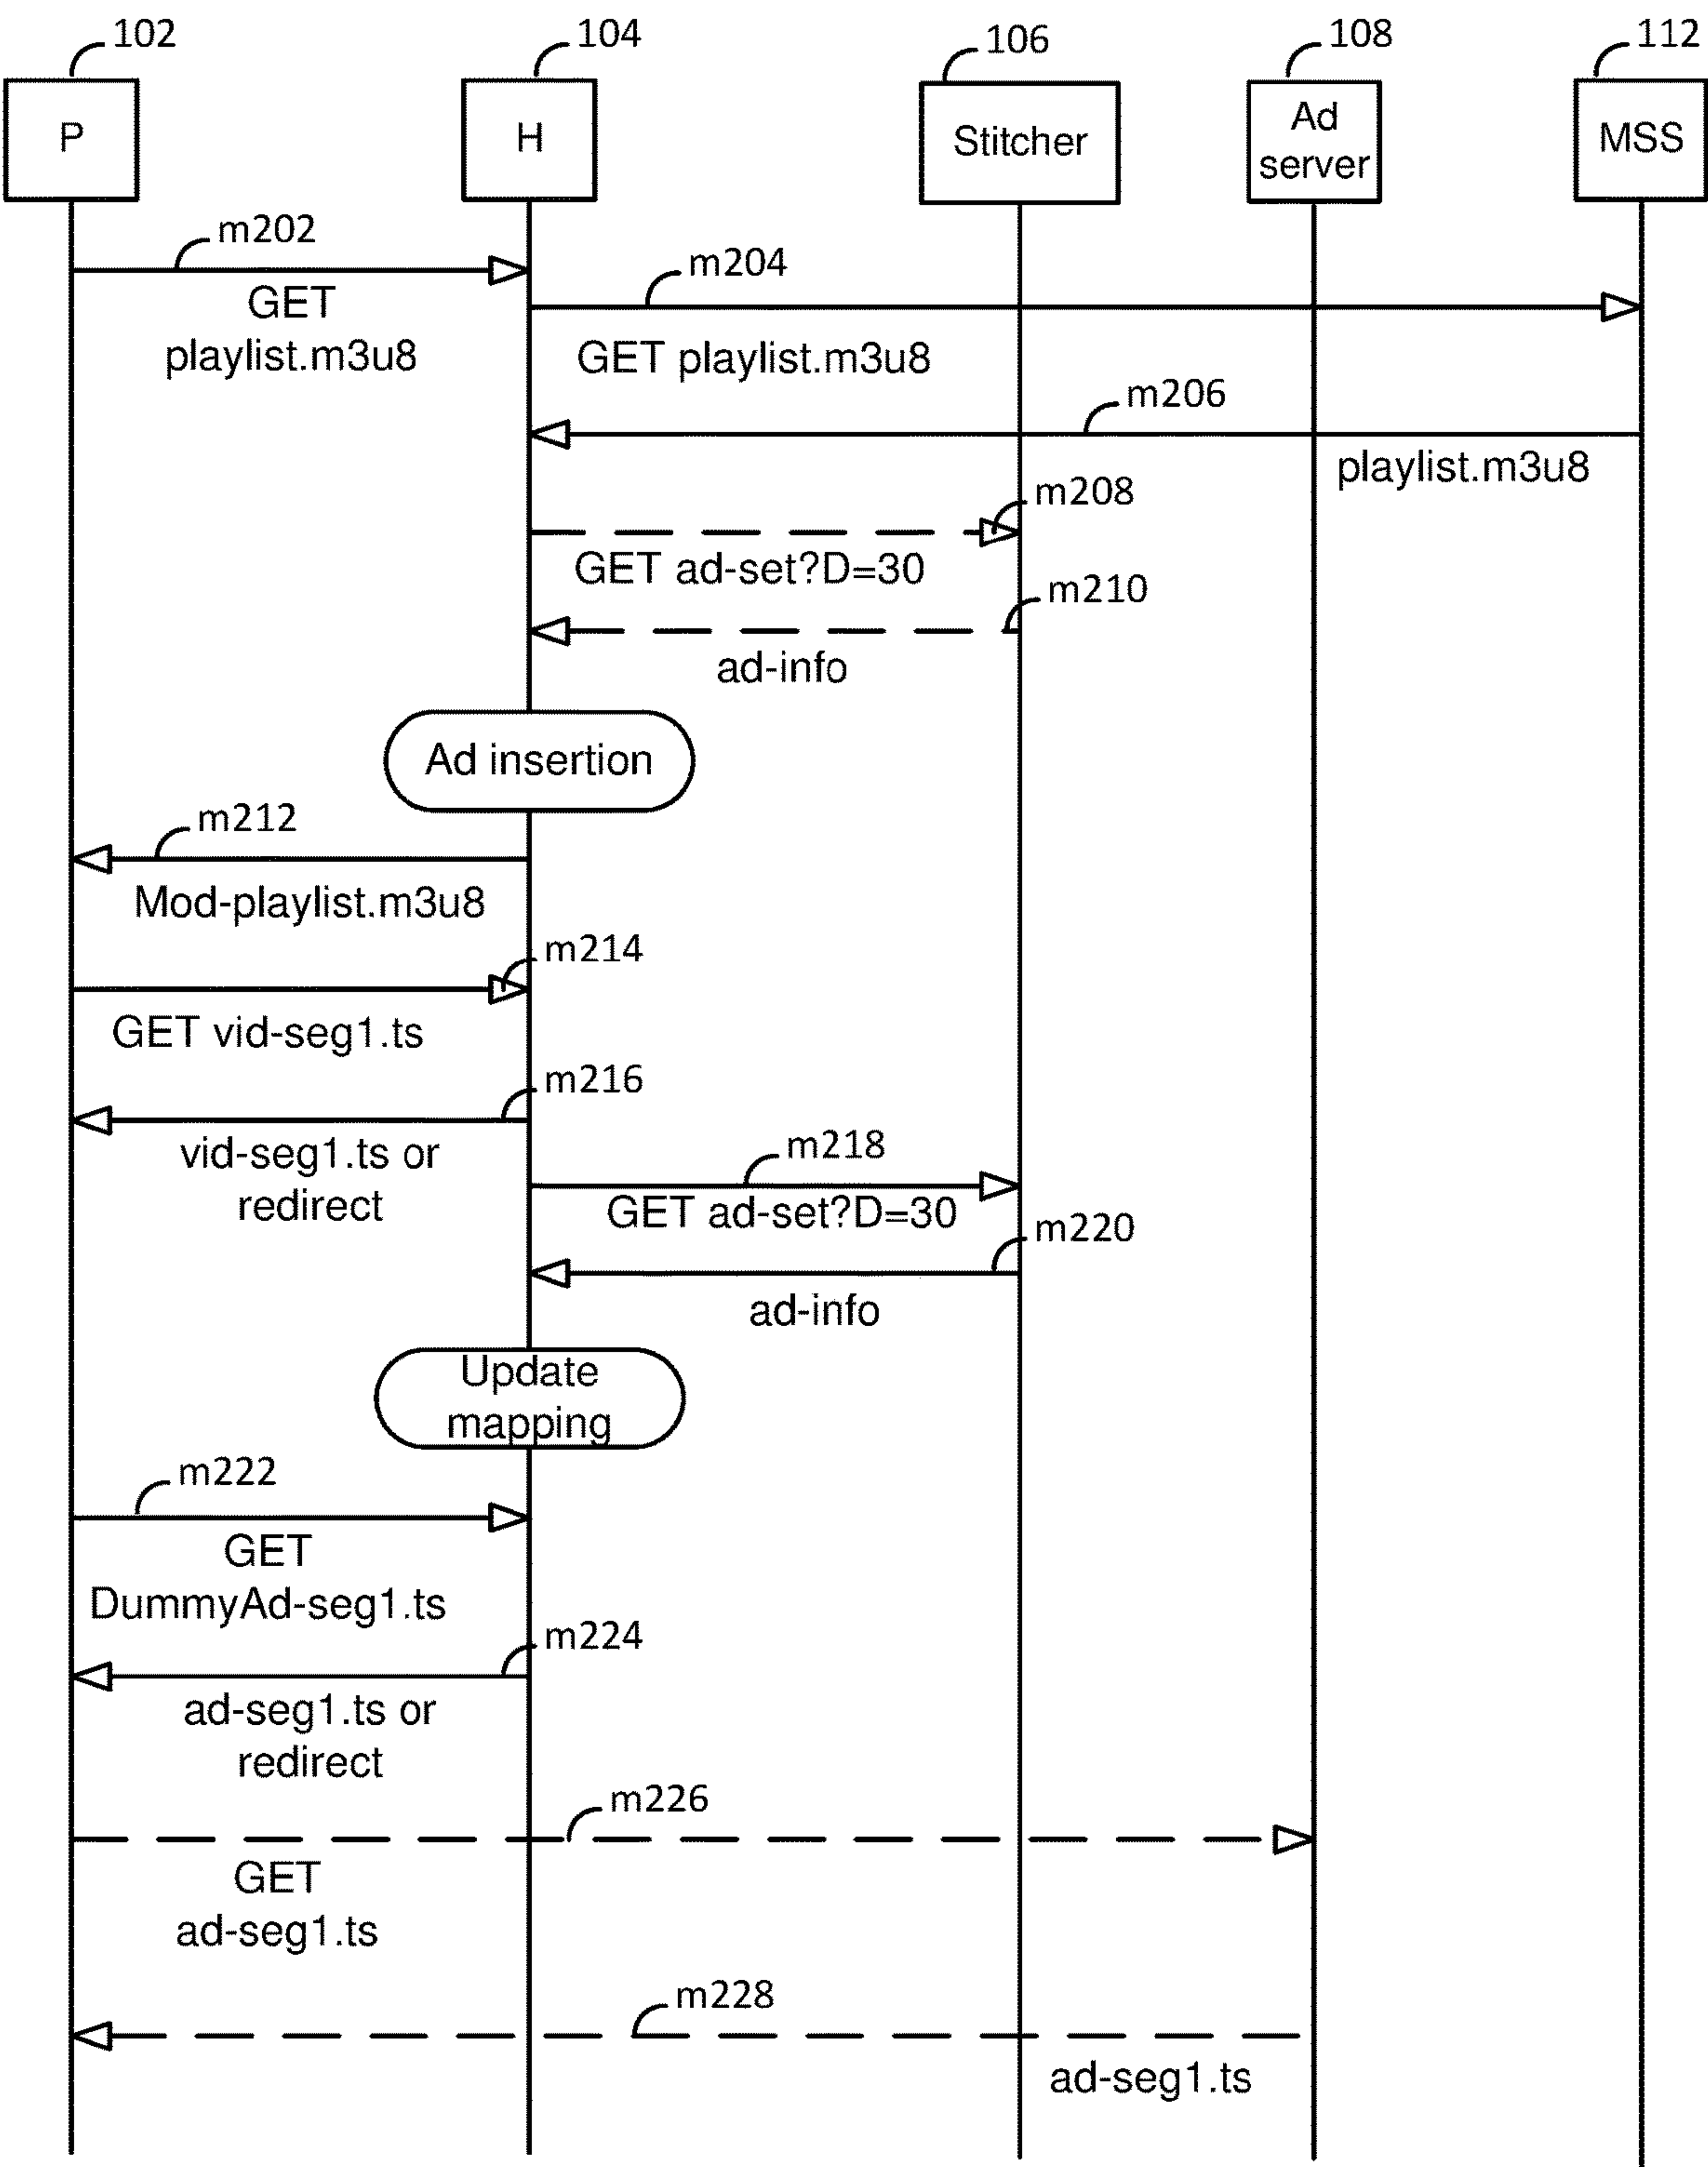 102
104
106
108
112
P
H
Stitcher
Ad
server
MSS
m202
GET
playlist.m3u8
m204
GET playlist.m3u8
m206
playlist.m3u8
m208
GET ad-set?D=30
m210
ad-info
Ad insertion
m212
Mod-playlist.m3u8
m214
GET vid-seg1.ts
m216
vid-seg1.ts or
redirect
m218
GET ad-set?D=30
m220
ad-info
Update
mapping
m222
GET
DummyAd-seg1.ts
m224
ad-seg1.ts or
redirect
m226
GET
ad-seg1.ts
m228
ad-seg1.ts